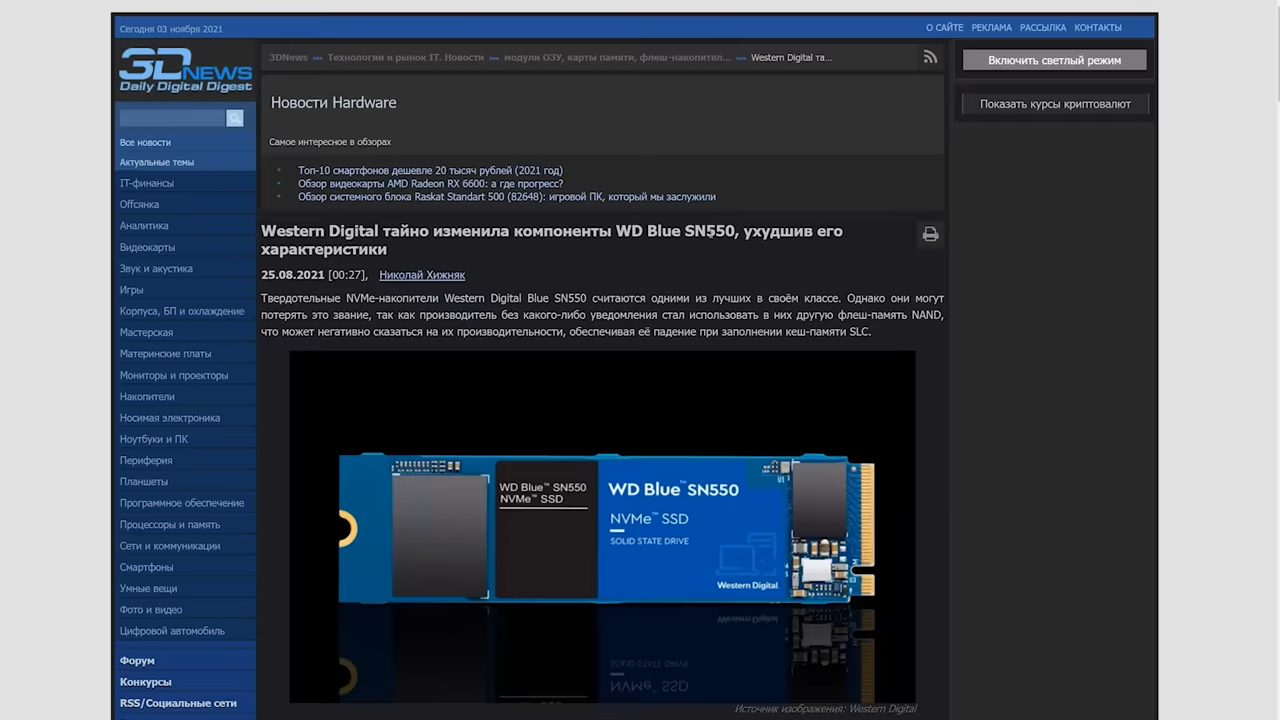 Сегодня 03 ноября 2021
О САЙТЕ РЕКЛАМА РАССЫЛКА КОНТАКТЫ
3DNEWS
Daily Digital Digest
3DNews Технологии и рынок IT. Новости модули ОЗУ, карты памяти, флеш-накопител... Western Digital та...
Включить светлый режим
Показать курсы криптовалют
Новости Hardware
Самое интересное в обзорах
Топ-10 смартфонов дешевле 20 тысяч рублей (2021 год)
Обзор видеокарты AMD Radeon RX 6600: а где прогресс?
Обзор системного блока Raskat Standart 500 (82648): игровой ПК, который мы заслужили
Все новости
Актуальные темы
IT-финансы
Offсянка
Аналитика
Видеокарты
Звук и акустика
Игры
Корпуса, БП и охлаждение
Мастерская
Материнские платы
Мониторы и проекторы
Накопители
Носимая электроника
Ноутбуки и ПК
Периферия
Планшеты
Программное обеспечение
Процессоры и память
Сети и коммуникации
Смартфоны
Умные вещи
Фото и видео
Цифровой автомобиль
Форум
Конкурсы
RSS/Социальные сети
Western Digital тайно изменила компоненты WD Blue SN550, ухудшив его
характеристики
25.08.2021 [00:27], Николай Хижняк
Твердотельные NVMe-накопители Western Digital Blue SN550 считаются одними из лучших в своём классе. Однако они могут
потерять это звание, так как производитель без какого-либо уведомления стал использовать в них другую флеш-память NAND,
что может негативно сказаться на их производительности, обеспечивая её падение при заполнении кеш-памяти SLC.
WD Blue™ SN550
NVMe™ SSD
WD Blue™ SN550
NVMe™ SSD
SOLID STATE DRIVE
Western Digital
U1
Источник изображения: Western Digital